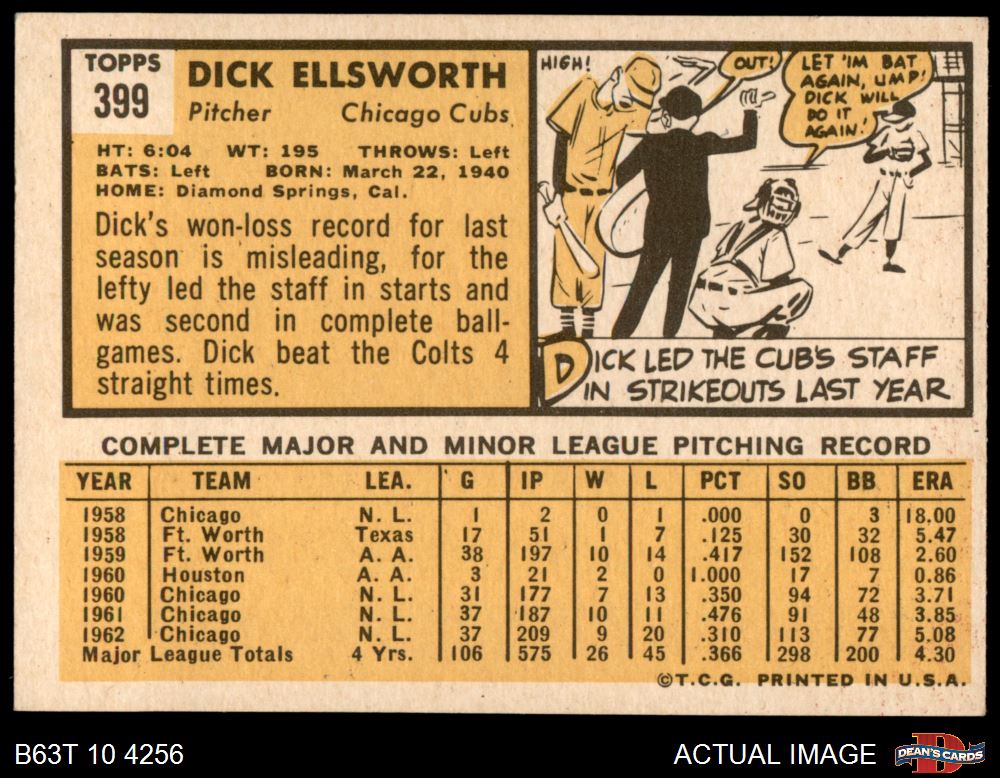 TOPPS
399
DICK ELLSWORTH
Pitcher Chicago Cubs
HT: 6:04 WT: 195 THROWS: Left
BATS: Left BORN: March 22, 1940
HOME: Diamond Springs, Cal.
Dick's won-loss record for last
season is misleading, for the
lefty led the staff in starts and
was second in complete ball-
games. Dick beat the Colts 4
straight times.
HIGH!
OUT!
LET 'IM BAT
AGAIN, UMP!
DICK WILL
DO IT
AGAIN!
DICK LED THE CUB'S STAFF
IN STRIKEOUTS LAST YEAR
COMPLETE MAJOR AND MINOR LEAGUE PITCHING RECORD
YEAR TEAM LEA. G IP W L PCT SO BB ERA
1958 Chicago N. L. 1 2 0 1 .000 0 3 18.00
1958 Ft. Worth Texas 17 51 1 7 .125 30 32 5.47
1959 Ft. Worth A. A. 38 197 10 14 .417 152 108 2.60
1960 Houston A. A. 3 21 2 0 1.000 17 7 0.86
1960 Chicago N. L. 31 177 7 13 .350 94 72 3.71
1961 Chicago N. L. 37 187 10 11 .476 91 48 3.85
1962 Chicago N. L. 37 209 9 20 .310 113 77 5.08
Major League Totals 4 Yrs. 106 575 26 45 .366 298 200 4.30
©T.C.G. PRINTED IN U.S.A.
B63T 10 4256
ACTUAL IMAGE
DEAN'S CARDS